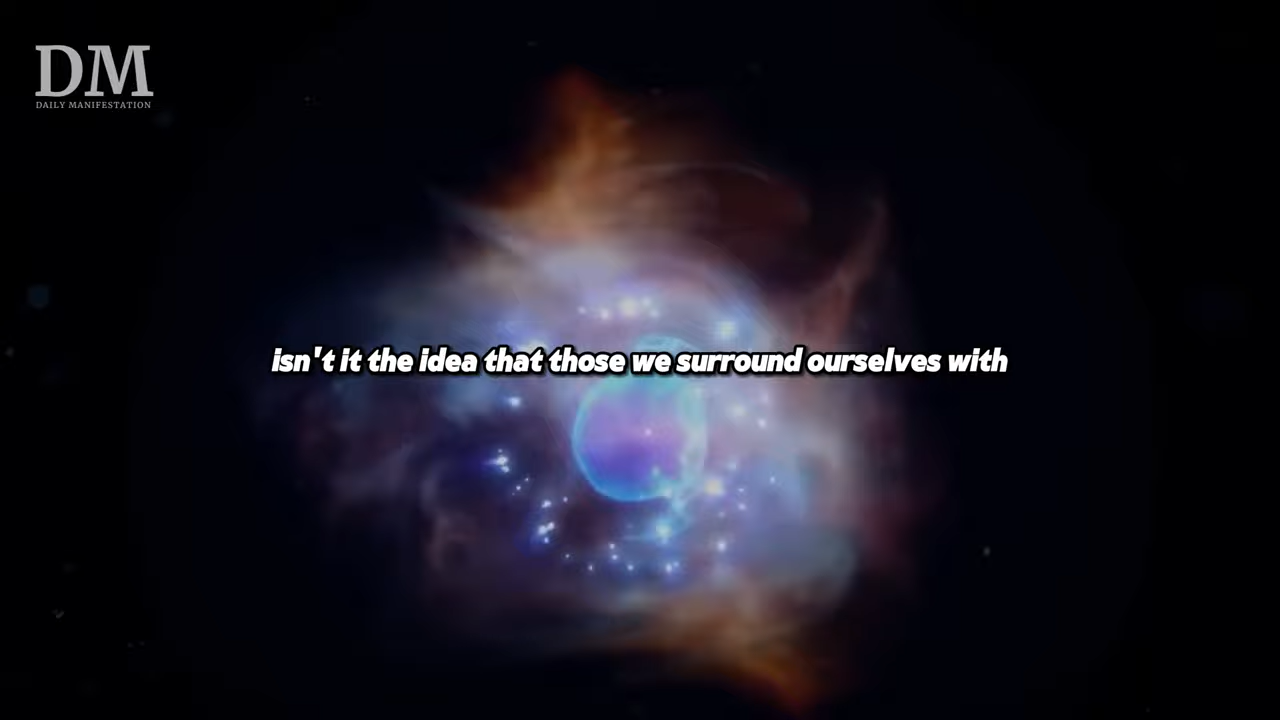 DM
DAILY MANIFESTATION
isn't it the idea that those we surround ourselves with